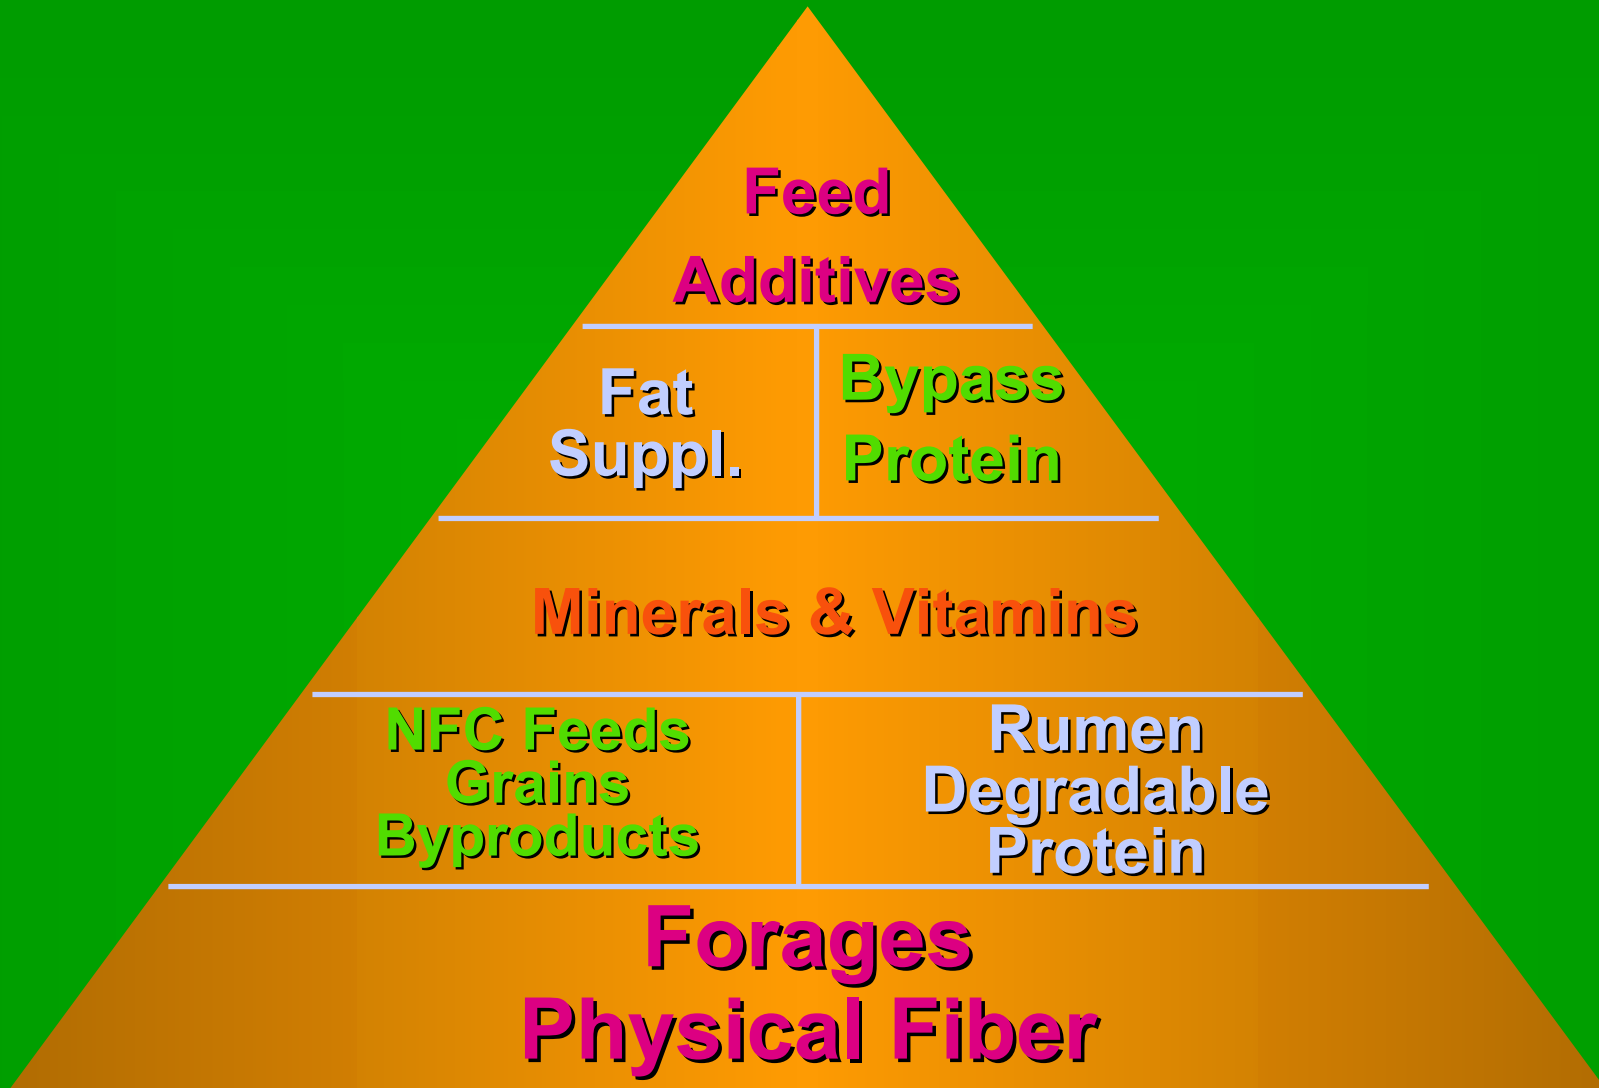 Feed
Additives
Fat
Suppl.
Bypass
Protein
Minerals & Vitamins
NFC Feeds
Grains
Byproducts
Rumen
Degradable
Protein
Forages
Physical Fiber